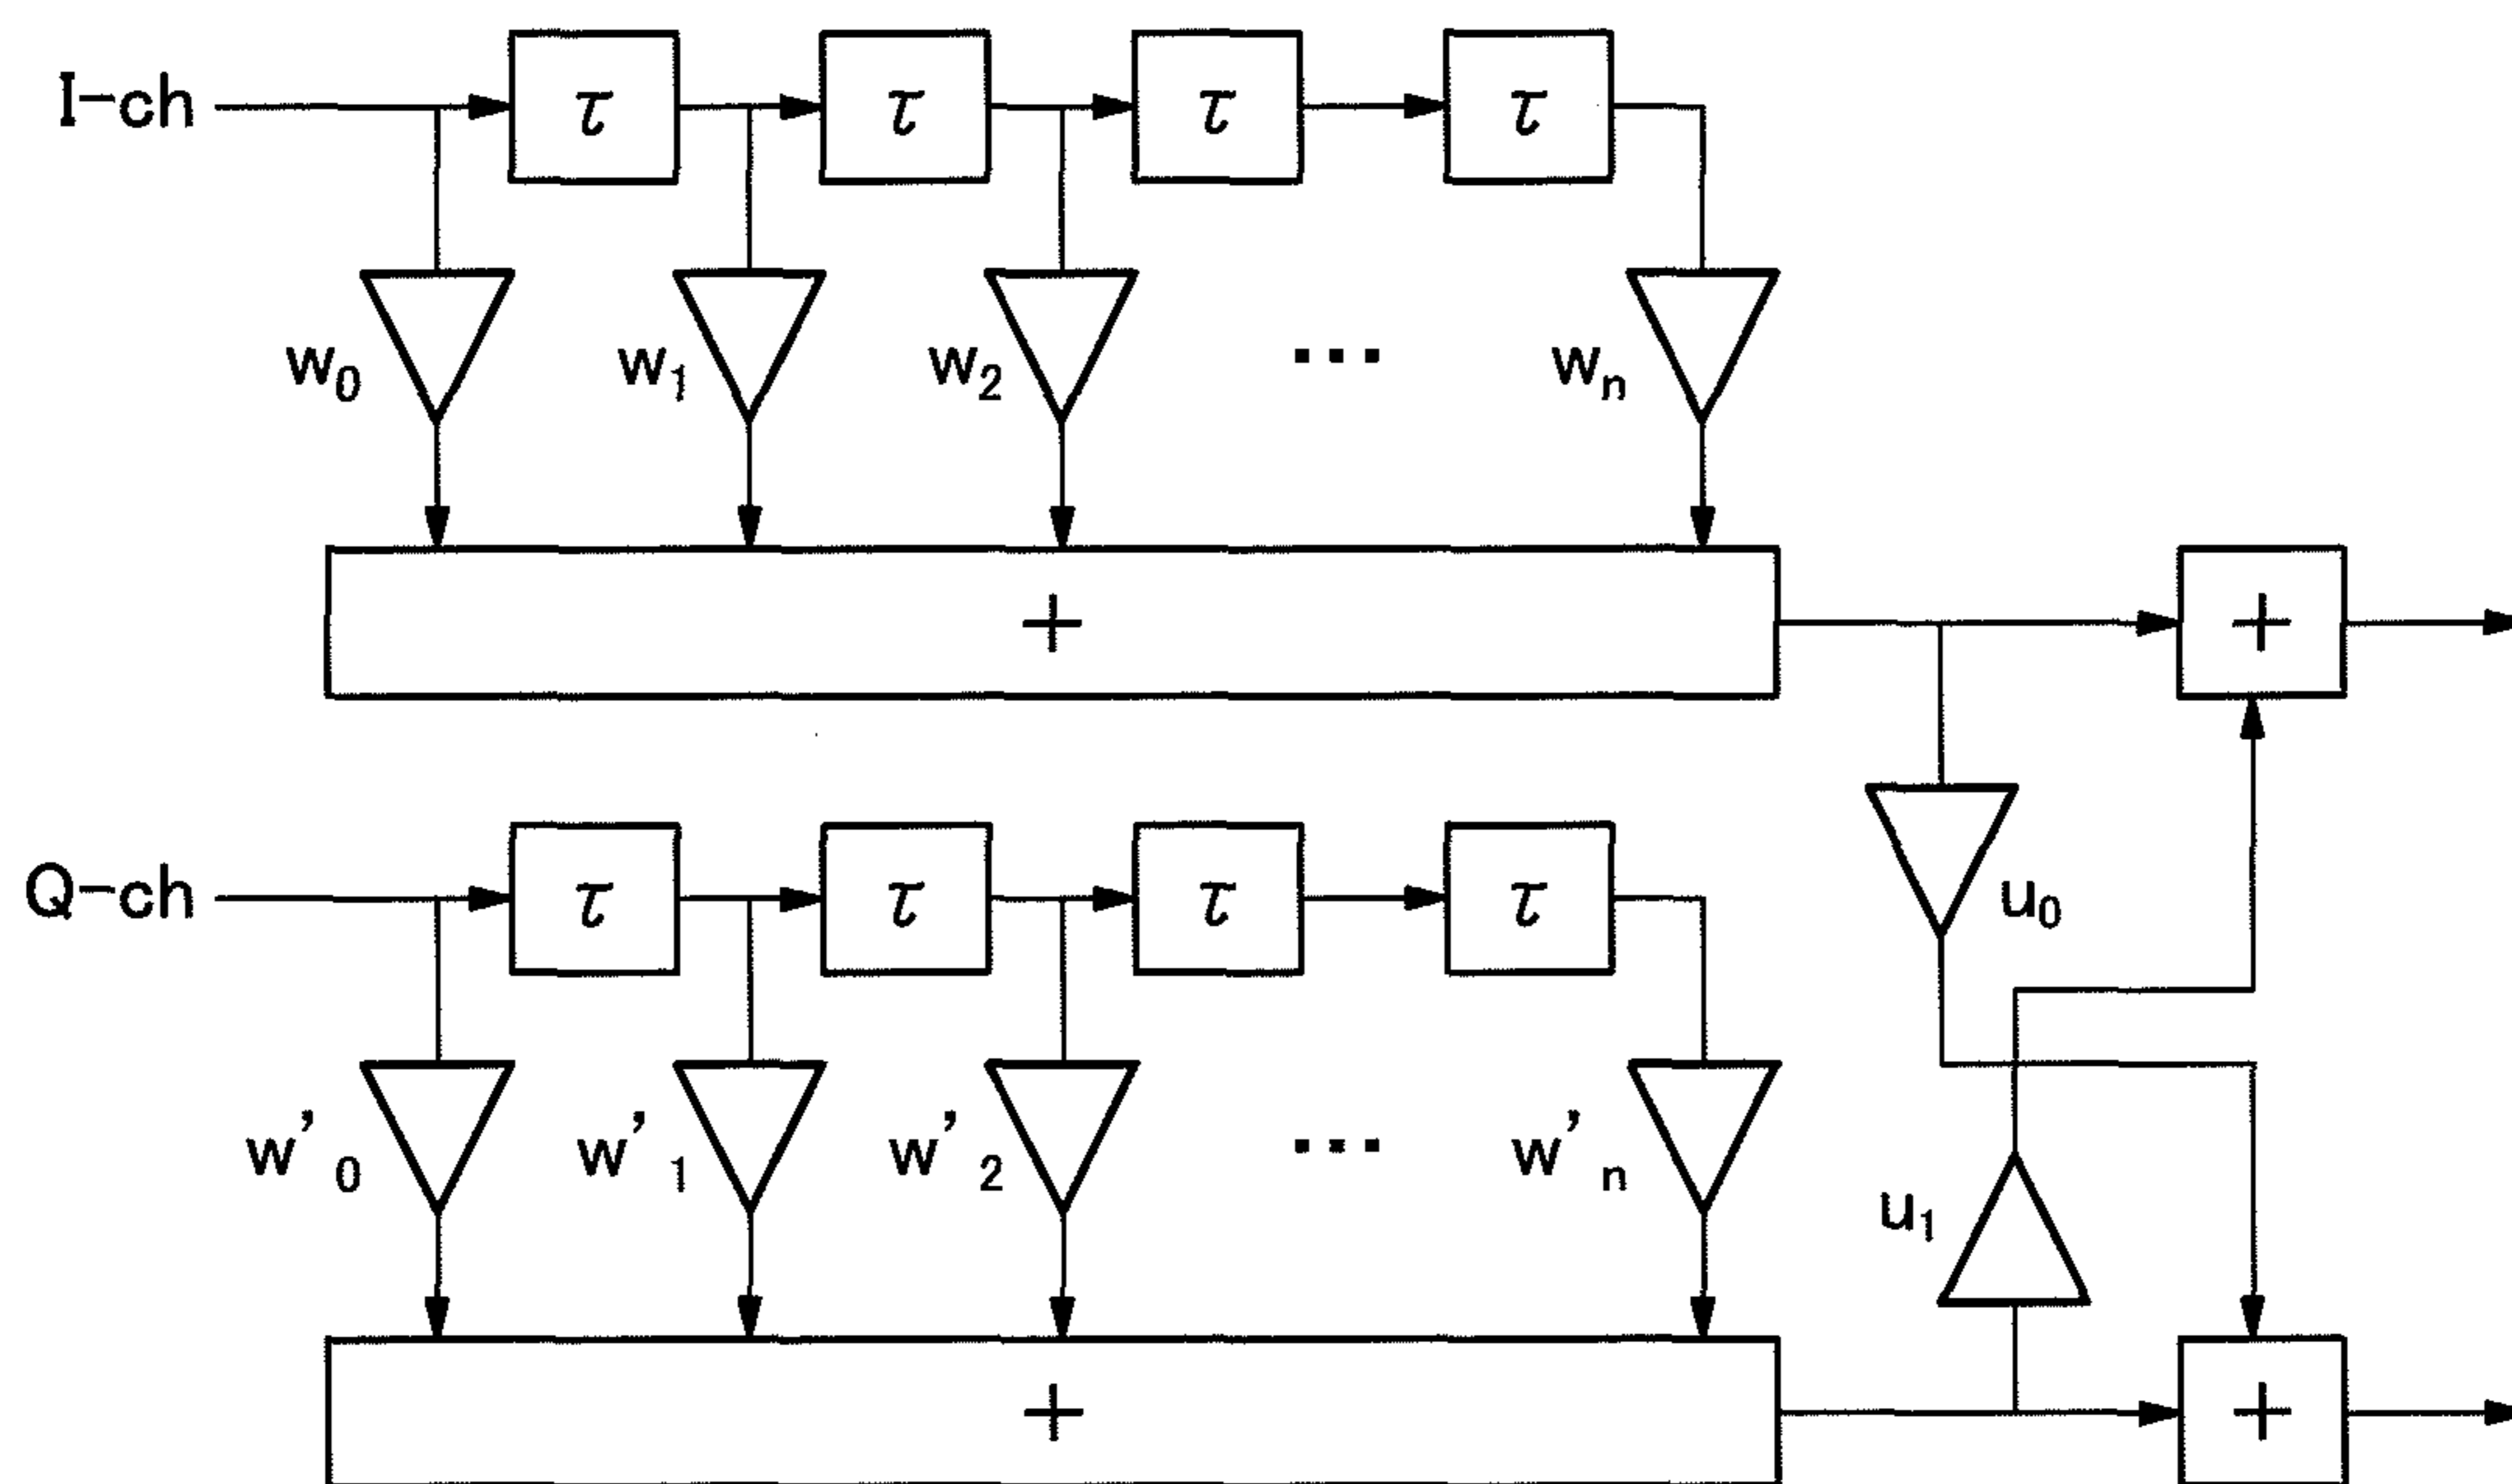 I-ch τ τ τ τ
w0 w1 w2 ... wn
+ +
Q-ch τ τ τ τ u0
w'0 w'1 w'2 ... w'n u1
+ +